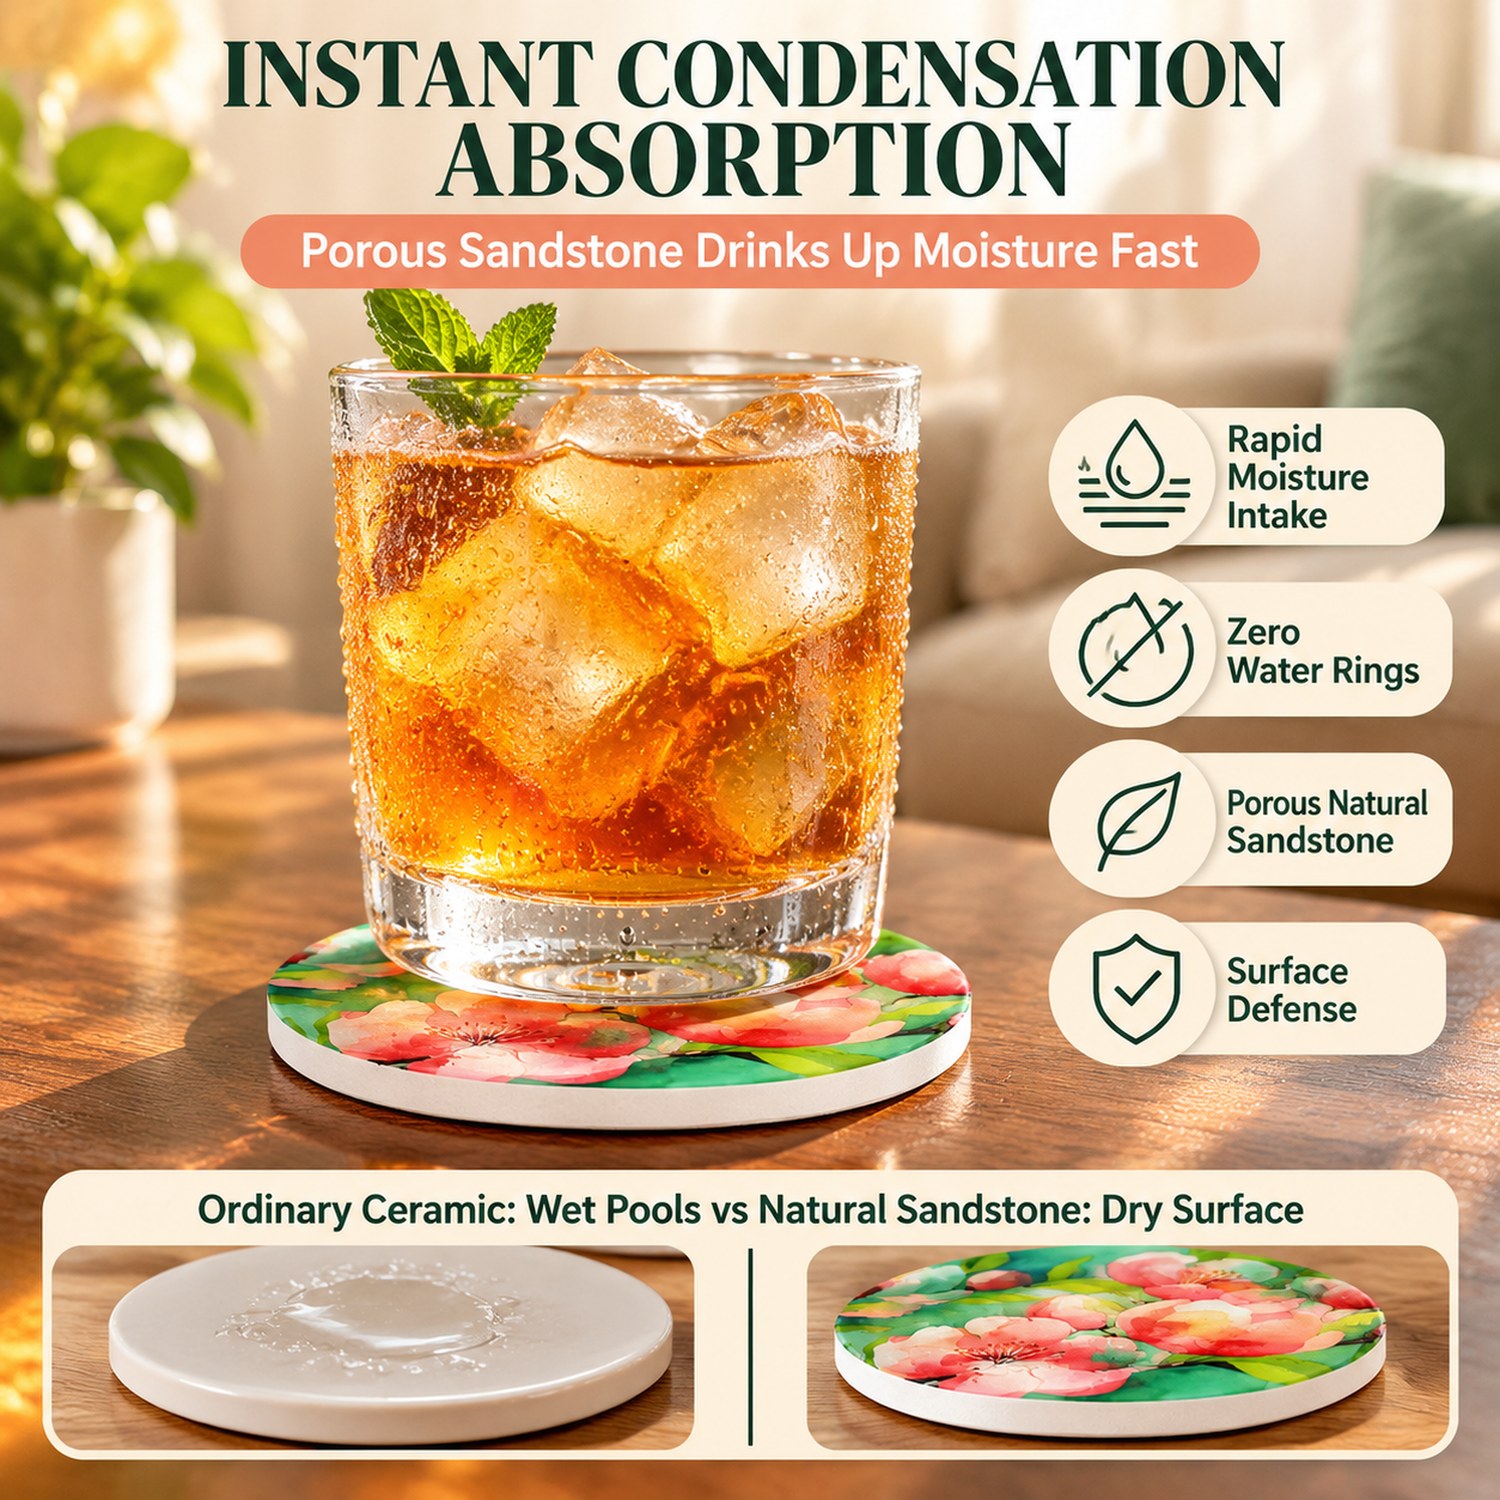 INSTANT CONDENSATION
ABSORPTION
Porous Sandstone Drinks Up Moisture Fast
Rapid
Moisture
Intake
Zero
Water Rings
Porous Natural
Sandstone
Surface
Defense
Ordinary Ceramic: Wet Pools vs Natural Sandstone: Dry Surface